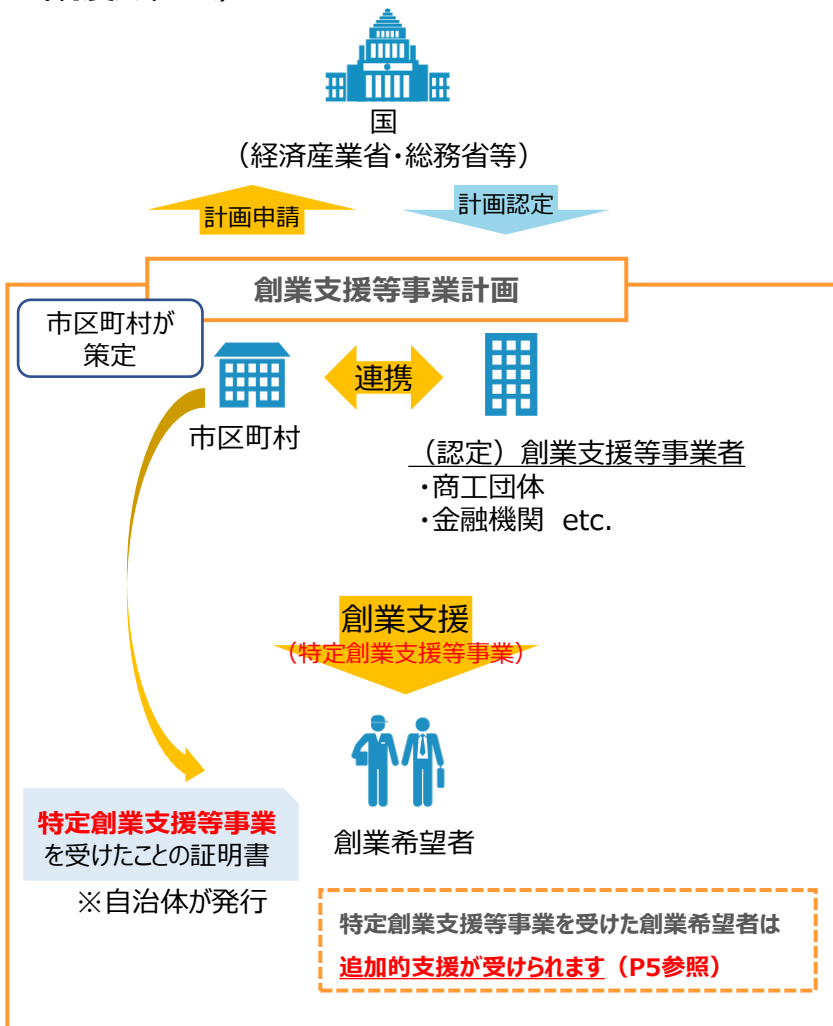 国
（経済産業省・総務省等）
計画申請
計画認定
創業支援等事業計画
市区町村が
策定
連携
市区町村
（認定）創業支援等事業者
・商工団体
・金融機関 etc.
創業支援
（特定創業支援等事業）
特定創業支援等事業
を受けたことの証明書
※自治体が発行
創業希望者
特定創業支援等事業を受けた創業希望者は
追加的支援が受けられます（P5参照）